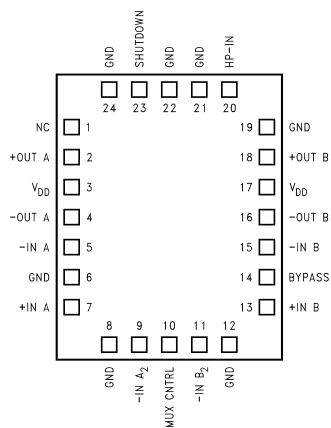 GND SHUTDOWN GND GND HP-IN
24 23 22 21 20
NC 1 19 GND
+OUT A 2 18 +OUT B
VDD 3 17 VDD
-OUT A 4 16 -OUT B
-IN A 5 15 -IN B
GND 6 14 BYPASS
+IN A 7 13 +IN B
8 9 10 11 12
GND -IN A2 MUX CNTRL -IN B2 GND